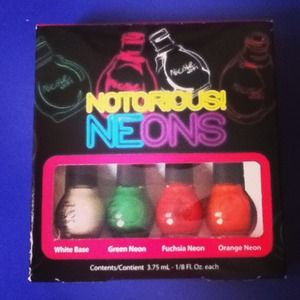 NOTORIOUS!
NEONS
White Base Green Neon Fuchsia Neon Orange Neon
Contents/Contient 3.75 mL - 1/8 Fl. Oz. each